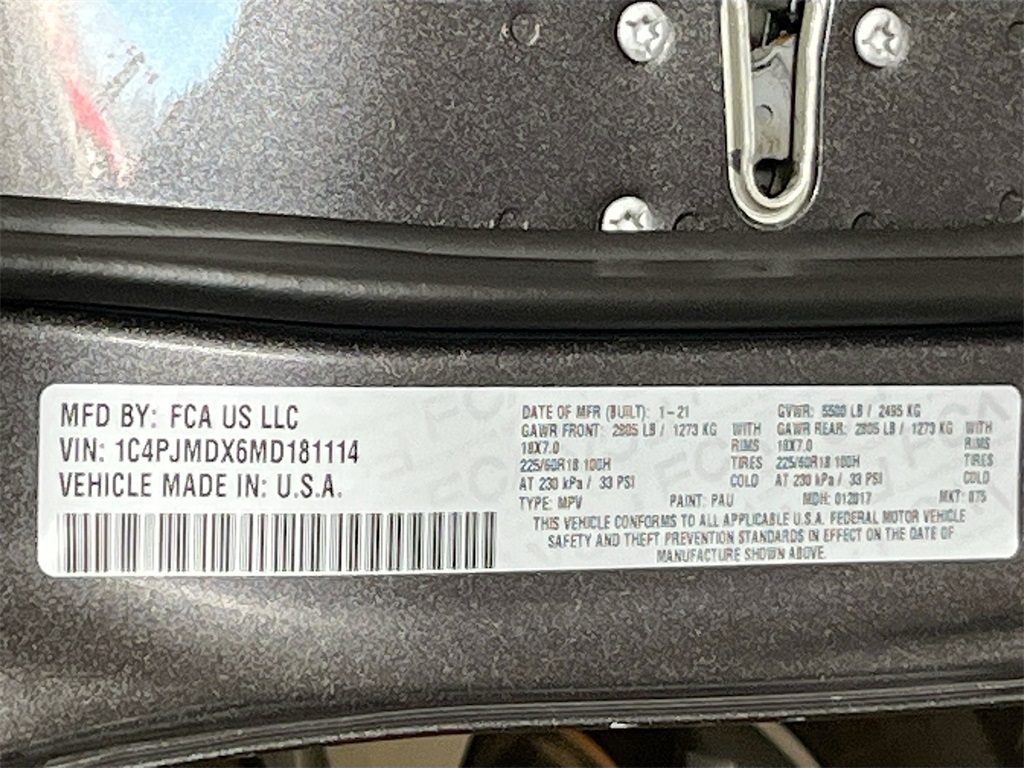 MFD BY: FCA US LLC
VIN: 1C4PJMDX6MD181114
VEHICLE MADE IN: U.S.A.
DATE OF MFR (BUILT): 1-21 GVWR: 5500 LB / 2495 KG
GAWR FRONT: 2805 LB / 1273 KG WITH GAWR REAR: 2805 LB / 1273 KG WITH
18X7.0 RIMS 18X7.0 RIMS
225/60R18 100H TIRES 225/60R18 100H TIRES
AT 230 kPa / 33 PSI COLD AT 230 kPa / 33 PSI COLD
TYPE: MPV PAINT: PAU MDH: 012017 MKT: 875
THIS VEHICLE CONFORMS TO ALL APPLICABLE U.S.A. FEDERAL MOTOR VEHICLE
SAFETY AND THEFT PREVENTION STANDARDS IN EFFECT ON THE DATE OF
MANUFACTURE SHOWN ABOVE.